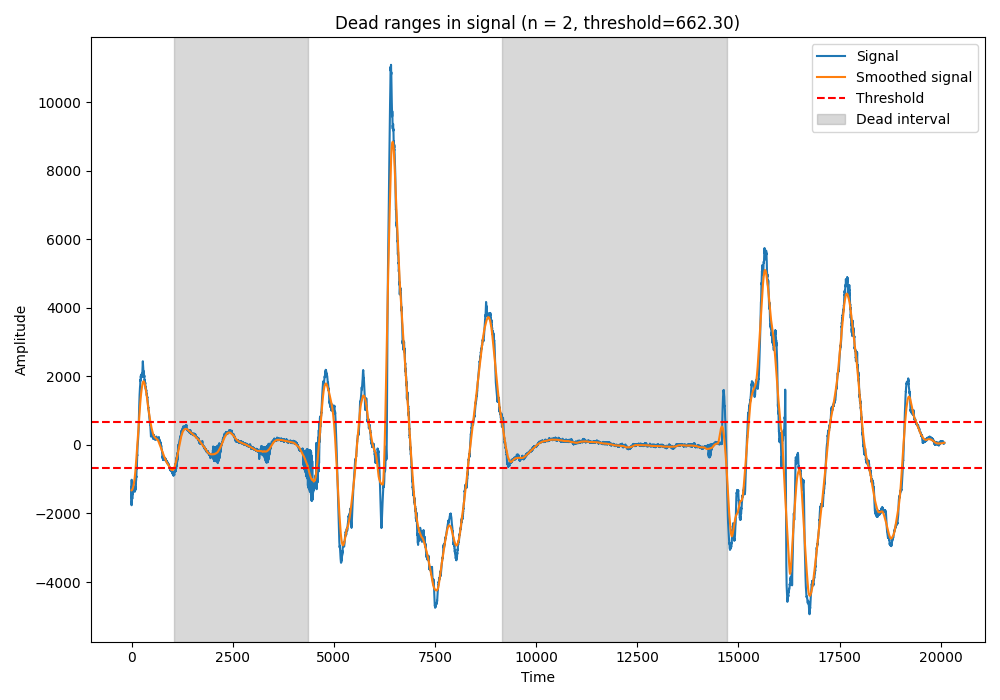 Dead ranges in signal (n = 2, threshold=662.30)
Signal
Smoothed signal
Threshold
Dead interval
Amplitude
10000
8000
6000
4000
2000
0
−2000
−4000
0 2500 5000 7500 10000 12500 15000 17500 20000
Time